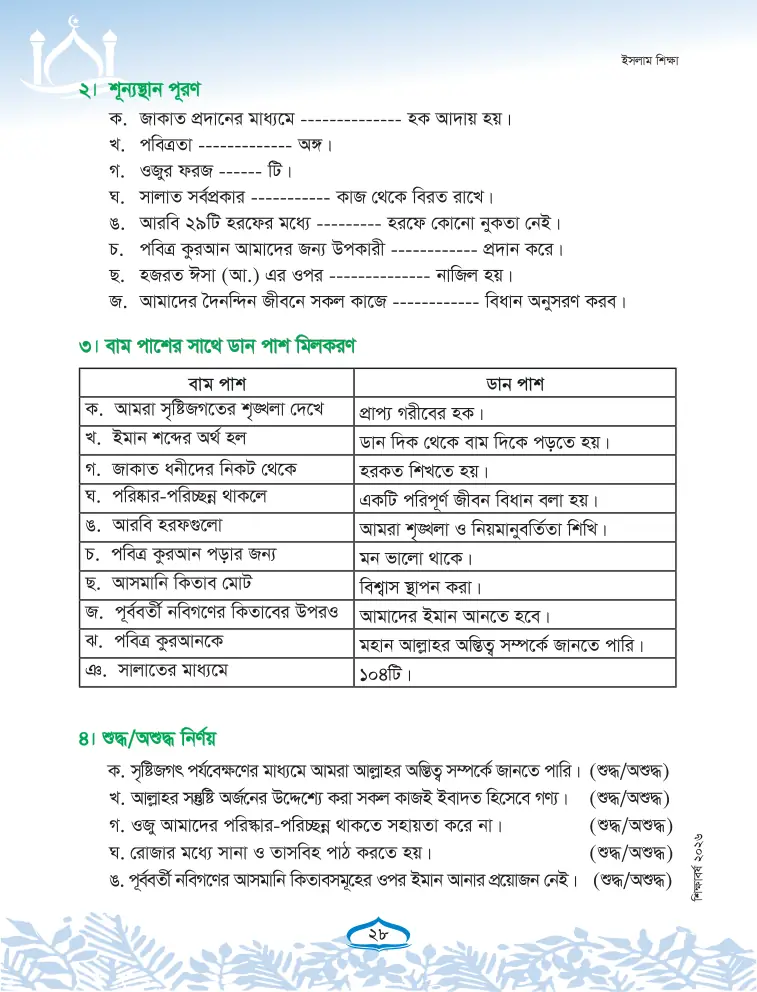 ইসলাম শিক্ষা
২। শূন্যস্থান পূরণ
ক. জাকাত প্রদানের মাধ্যমে -------------- হক আদায় হয়।
খ. পবিত্রতা ------------- অঙ্গ।
গ. ওজুর ফরজ ------ টি।
ঘ. সালাত সর্বপ্রকার ----------- কাজ থেকে বিরত রাখে।
ঙ. আরবি ২৯টি হরফের মধ্যে --------- হরফে কোনো নুকতা নেই।
চ. পবিত্র কুরআন আমাদের জন্য উপকারী ------------ প্রদান করে।
ছ. হজরত ঈসা (আ.) এর ওপর -------------- নাজিল হয়।
জ. আমাদের দৈনন্দিন জীবনে সকল কাজে ------------ বিধান অনুসরণ করব।
৩। বাম পাশের সাথে ডান পাশ মিলকরণ
বাম পাশ ডান পাশ
ক. আমরা সৃষ্টিজগতের শৃঙ্খলা দেখে প্রাপ্য গরীবের হক।
খ. ইমান শব্দের অর্থ হল ডান দিক থেকে বাম দিকে পড়তে হয়।
গ. জাকাত ধনীদের নিকট থেকে হরকত শিখতে হয়।
ঘ. পরিষ্কার-পরিচ্ছন্ন থাকলে একটি পরিপূর্ণ জীবন বিধান বলা হয়।
ঙ. আরবি হরফগুলো আমরা শৃঙ্খলা ও নিয়মানুবর্তিতা শিখি।
চ. পবিত্র কুরআন পড়ার জন্য মন ভালো থাকে।
ছ. আসমানি কিতাব মোট বিশ্বাস স্থাপন করা।
জ. পূর্ববর্তী নবিগণের কিতাবের উপরও আমাদের ইমান আনতে হবে।
ঝ. পবিত্র কুরআনকে মহান আল্লাহর অস্তিত্ব সম্পর্কে জানতে পারি।
ঞ. সালাতের মাধ্যমে ১০৪টি।
৪। শুদ্ধ/অশুদ্ধ নির্ণয়
ক. সৃষ্টিজগৎ পর্যবেক্ষণের মাধ্যমে আমরা আল্লাহর অস্তিত্ব সম্পর্কে জানতে পারি। (শুদ্ধ/অশুদ্ধ)
খ. আল্লাহর সন্তুষ্টি অর্জনের উদ্দেশ্যে করা সকল কাজই ইবাদত হিসেবে গণ্য। (শুদ্ধ/অশুদ্ধ)
গ. ওজু আমাদের পরিষ্কার-পরিচ্ছন্ন থাকতে সহায়তা করে না। (শুদ্ধ/অশুদ্ধ)
ঘ. রোজার মধ্যে সানা ও তাসবিহ পাঠ করতে হয়। (শুদ্ধ/অশুদ্ধ)
ঙ. পূর্ববর্তী নবিগণের আসমানি কিতাবসমূহের ওপর ইমান আনার প্রয়োজন নেই। (শুদ্ধ/অশুদ্ধ)
শিক্ষাবর্ষ ২০২৬
২৮